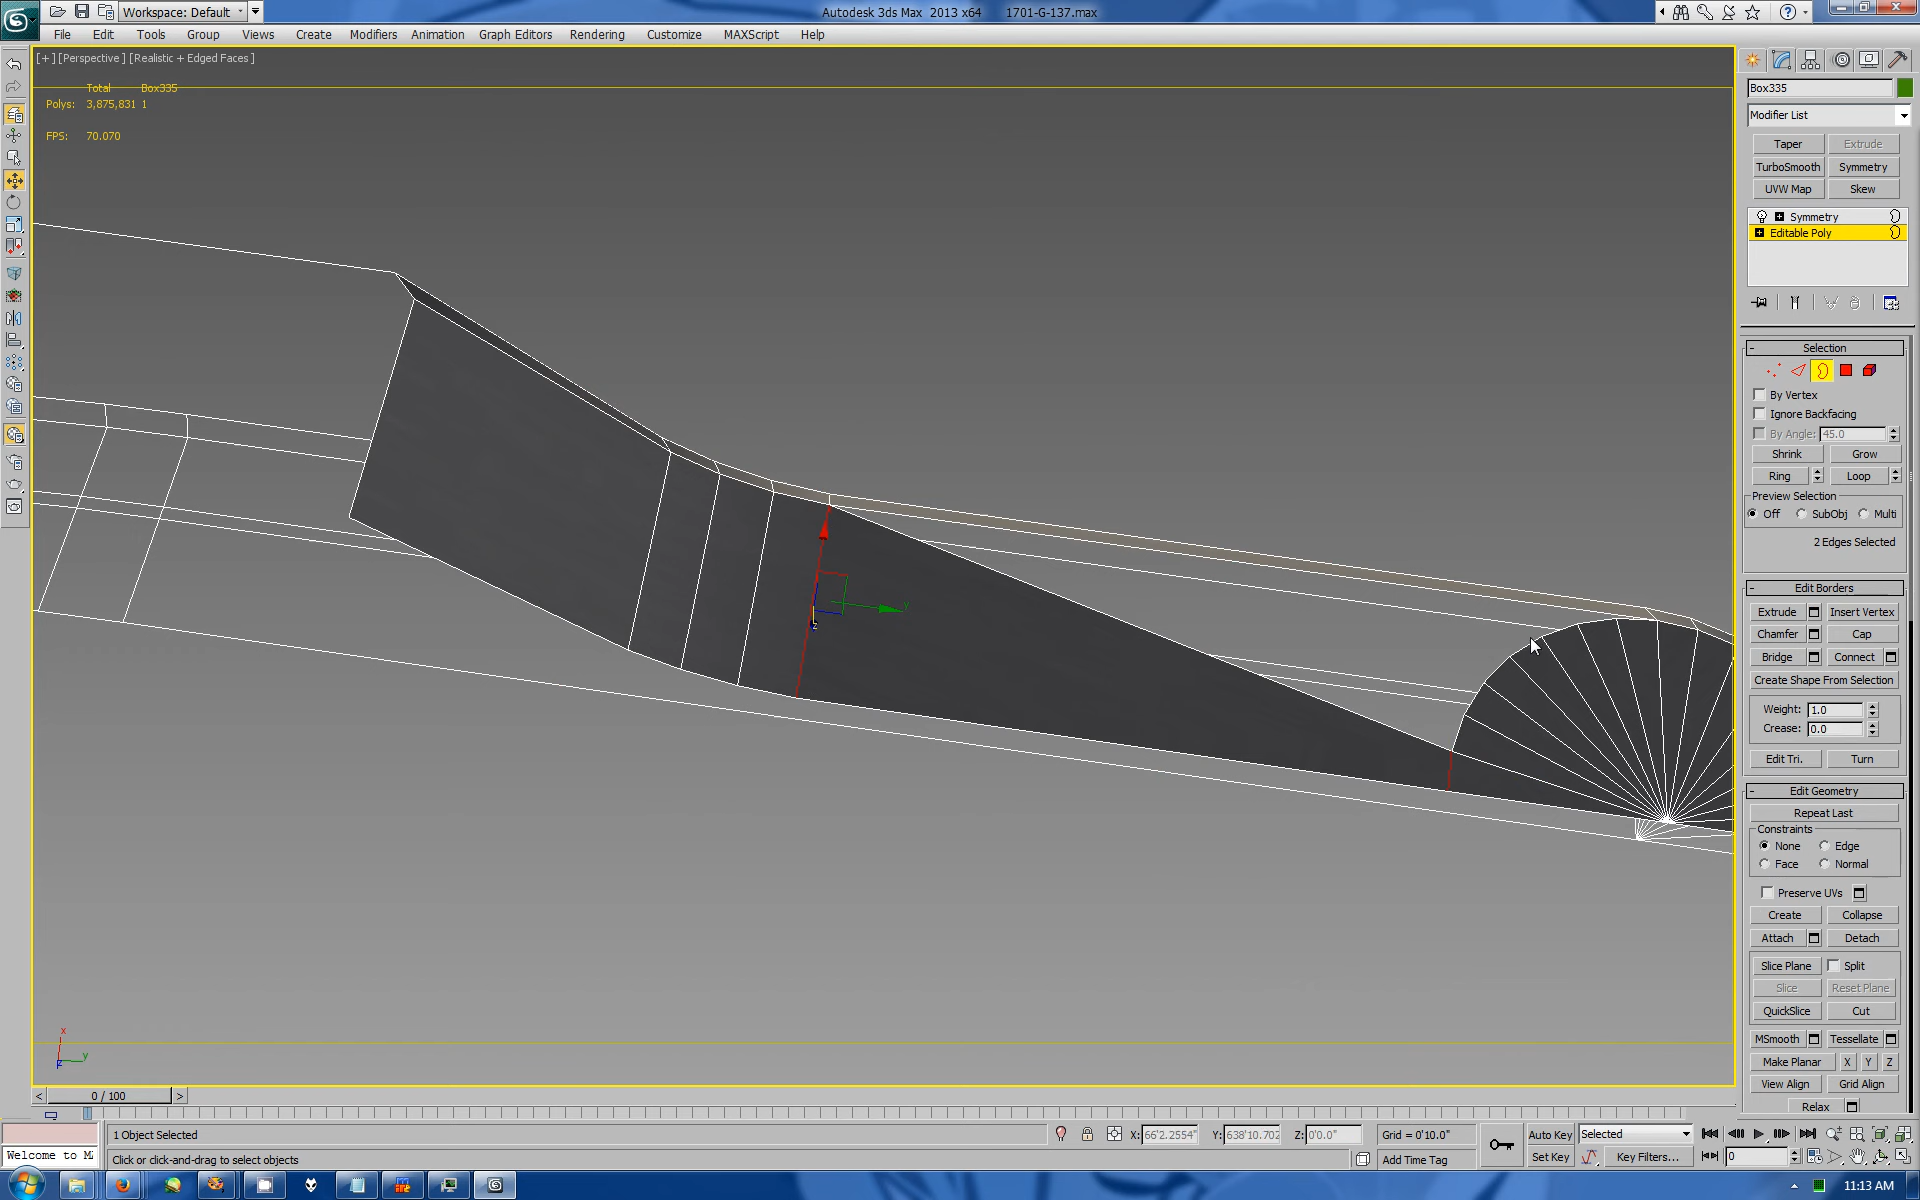 Workspace: Default
Autodesk 3ds Max 2013 x64 1701-G-137.max
File Edit Tools Group Views Create Modifiers Animation Graph Editors Rendering Customize MAXScript Help
[+] [Perspective ] [Realistic + Edged Faces ]
Total Box335
Polys: 3,875,831 1
FPS: 70.070
Box335
Modifier List
Taper Extrude
TurboSmooth Symmetry
UVW Map Skew
Symmetry
Editable Poly
- Selection
By Vertex
Ignore Backfacing
By Angle: 45.0
Shrink Grow
Ring Loop
Preview Selection
Off SubObj Multi
2 Edges Selected
- Edit Borders
Extrude Insert Vertex
Chamfer Cap
Bridge Connect
Create Shape From Selection
Weight: 1.0
Crease: 0.0
Edit Tri. Turn
- Edit Geometry
Repeat Last
Constraints
None Edge
Face Normal
Preserve UVs
Create Collapse
Attach Detach
Slice Plane Split
Slice Reset Plane
QuickSlice Cut
MSmooth Tessellate
Make Planar X Y Z
View Align Grid Align
Relax
y
z
x
y
z
< 0 / 100 >
1 Object Selected
X: 66'2.2554" Y: 638'10.702 Z: 0'0.0" Grid = 0'10.0" Auto Key Selected
Welcome to M
Click or click-and-drag to select objects
Add Time Tag Set Key Key Filters... 0
11:13 AM